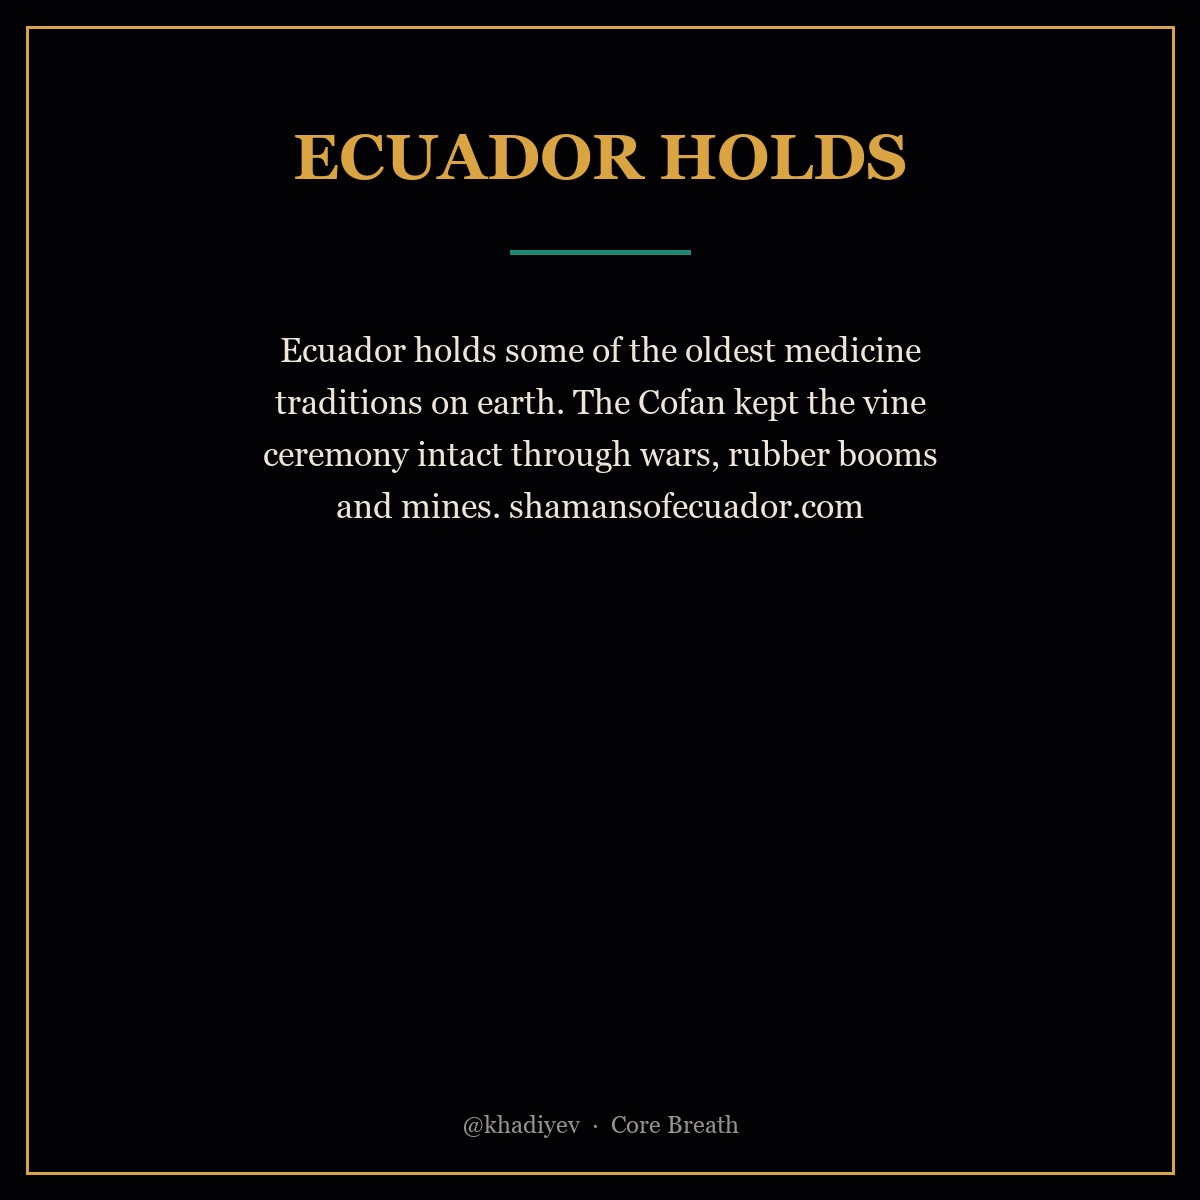 ECUADOR HOLDS
Ecuador holds some of the oldest medicine
traditions on earth. The Cofan kept the vine
ceremony intact through wars, rubber booms
and mines. shamansofecuador.com
@khadiyev · Core Breath